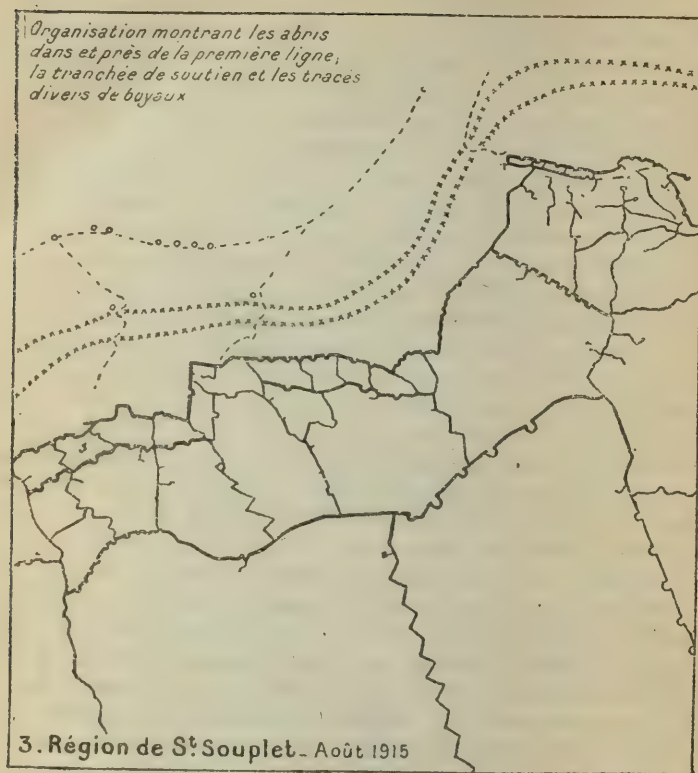 Organisation montrant les abris
dans et près de la première ligne,
la tranchée de soutien et les tracés
divers de boyaux
3. Région de St. Souplet_ Août 1915